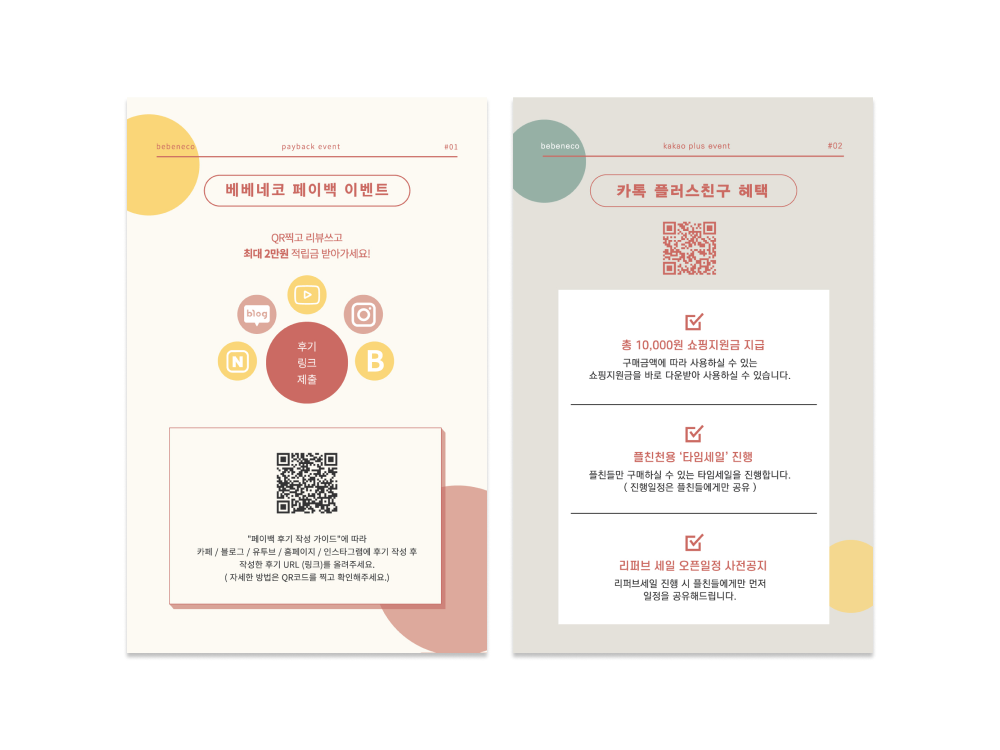 bebeneco payback event #01
베베네코 페이백 이벤트
QR찍고 리뷰쓰고
최대 2만원 적립금 받아가세요!
blog
N
B
후기
링크
제출
"페이백 후기 작성 가이드"에 따라
카페 / 블로그 / 유투브 / 홈페이지 / 인스타그램에 후기 작성 후
작성한 후기 URL (링크)를 올려주세요.
( 자세한 방법은 QR코드를 찍고 확인해주세요.)
bebeneco kakao plus event #02
카톡 플러스친구 혜택
총 10,000원 쇼핑지원금 지급
구매금액에 따라 사용하실 수 있는
쇼핑지원금을 바로 다운받아 사용하실 수 있습니다.
플친천용 ‘타임세일’ 진행
플친들만 구매하실 수 있는 타임세일을 진행합니다.
( 진행일정은 플친들에게만 공유 )
리퍼브 세일 오픈일정 사전공지
리퍼브세일 진행 시 플친들에게만 먼저
일정을 공유해드립니다.